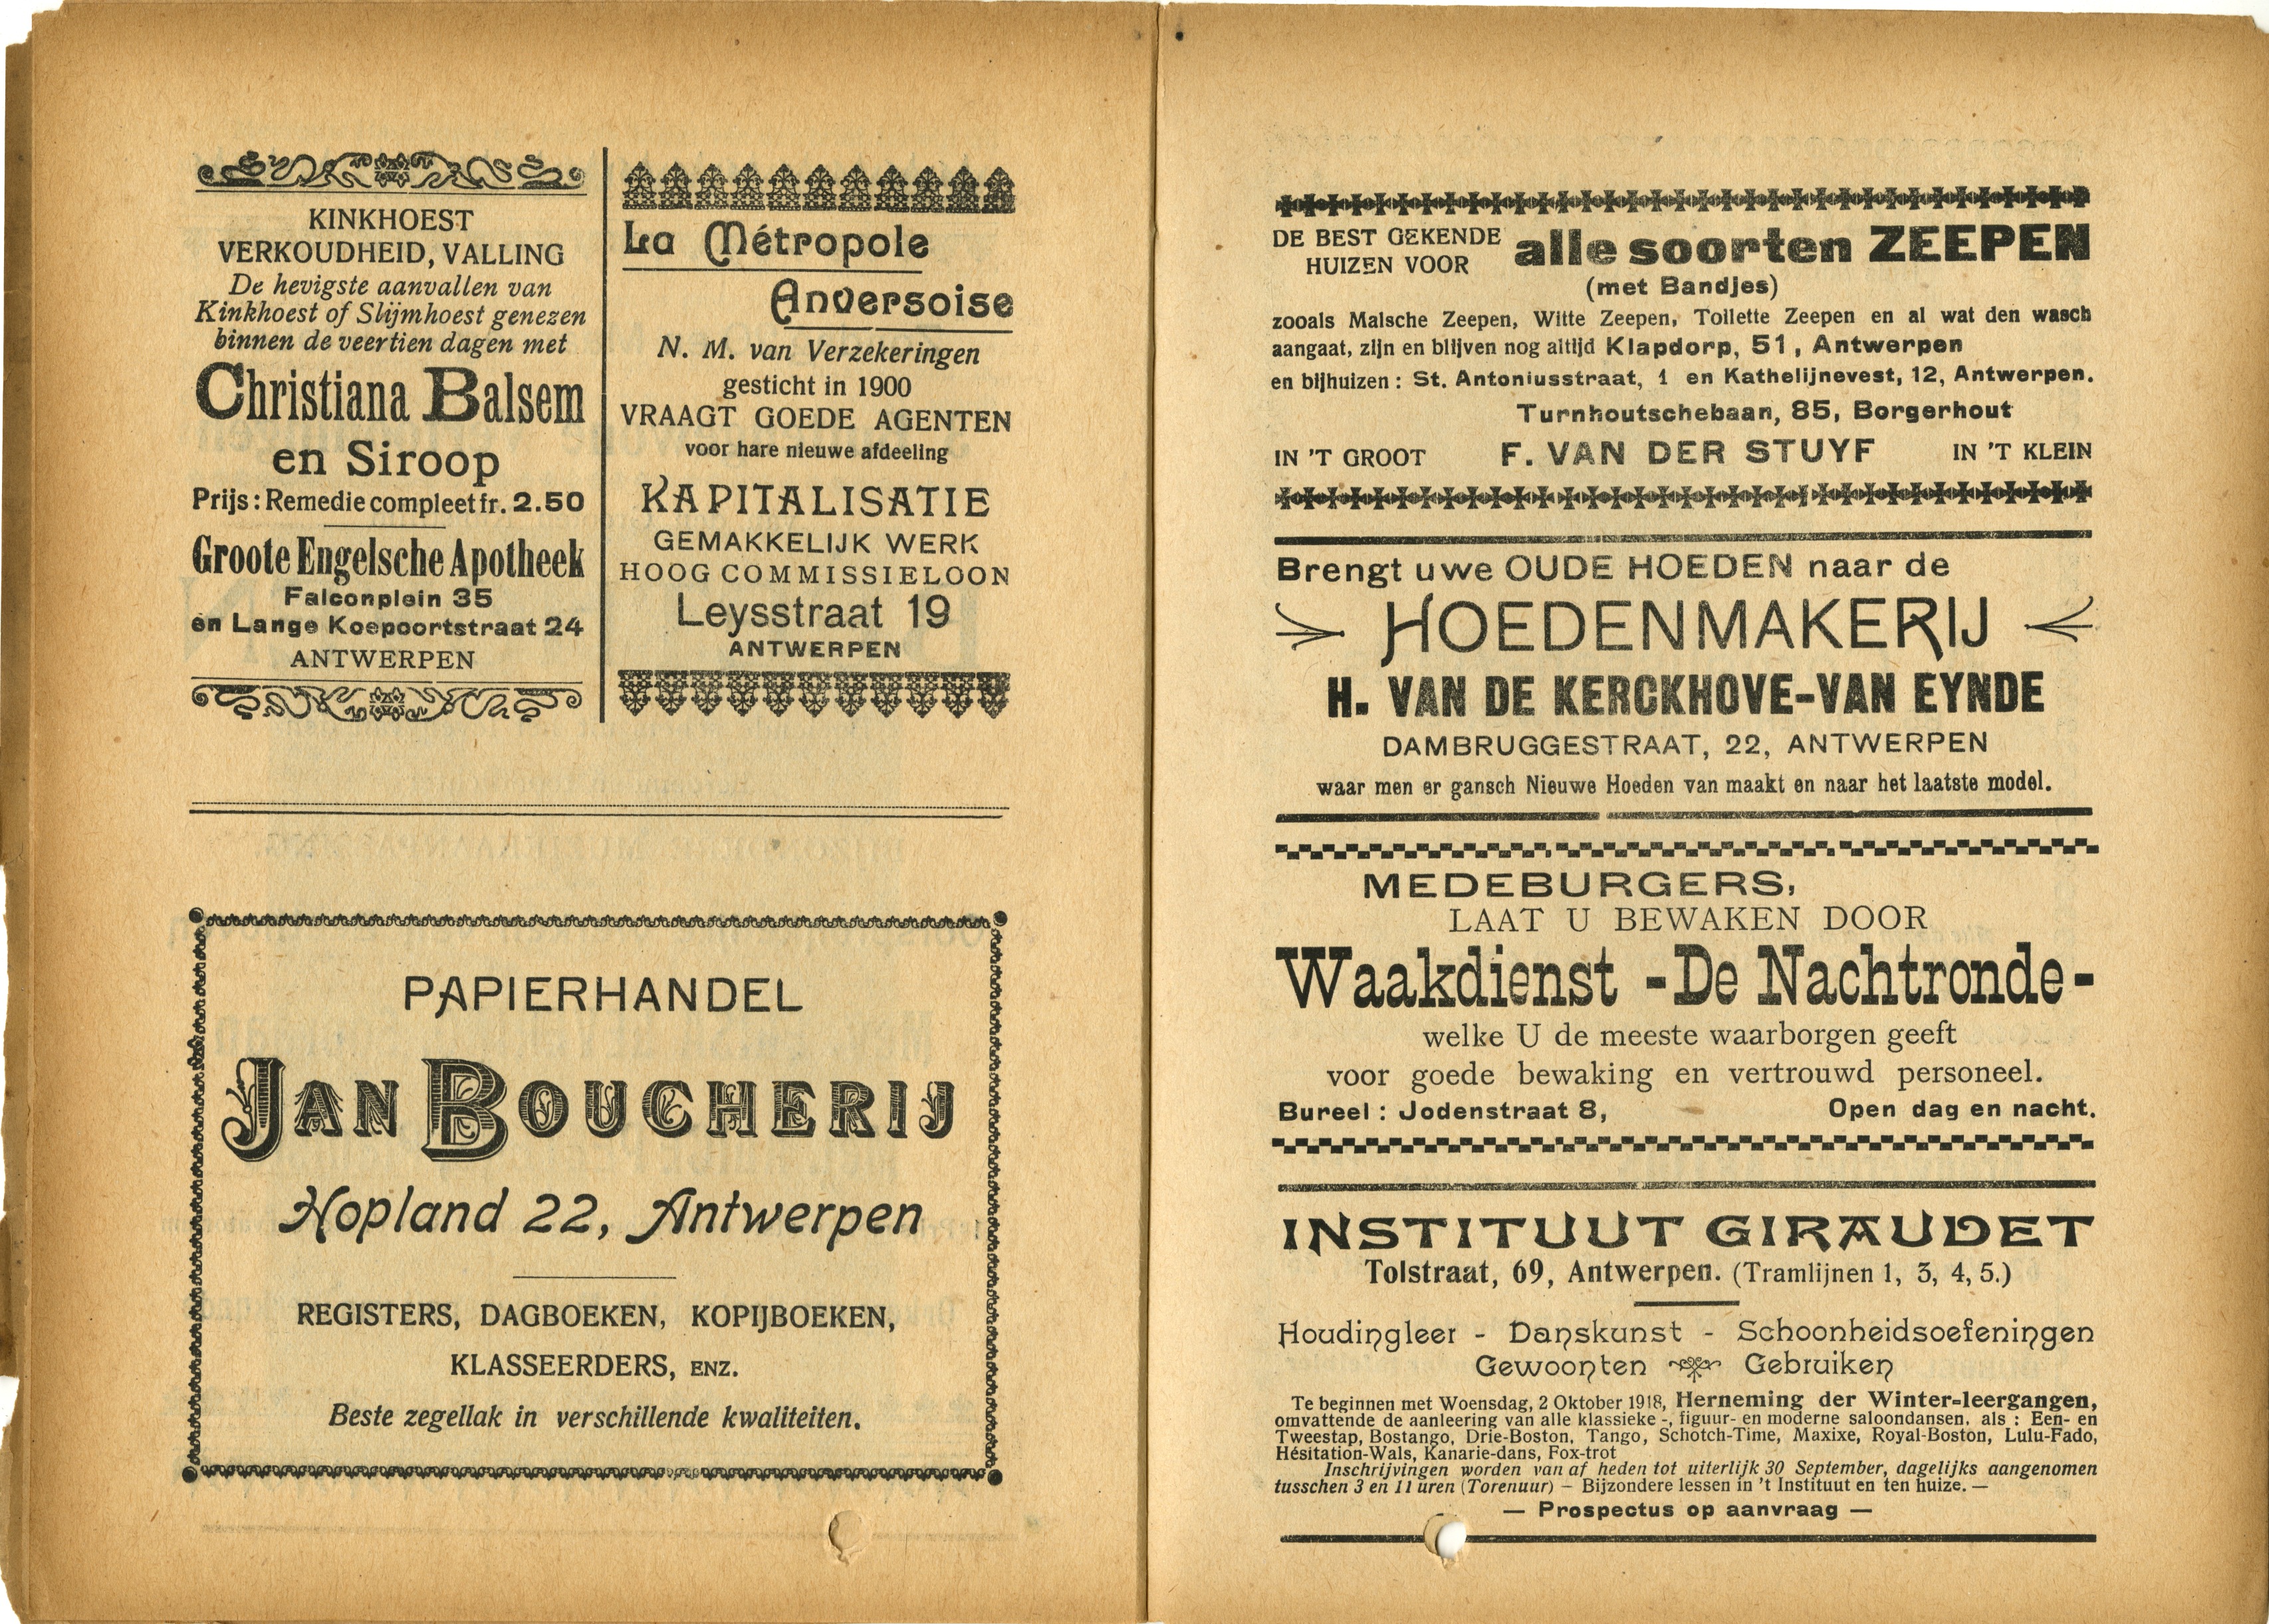 KINKHOEST
VERKOUDHEID, VALLING
De hevigste aanvallen van
Kinkhoest of Slijmhoest genezen
binnen de veertien dagen met
Christiana Balsem
en Siroop
Prijs: Remedie compleet fr. 2.50
Groote Engelsche Apotheek
Falconplein 35
en Lange Koepoortstraat 24
ANTWERPEN
La Métropole
Anversoise
N. M. van Verzekeringen
gesticht in 1900
VRAAGT GOEDE AGENTEN
voor hare nieuwe afdeeling
KAPITALISATIE
GEMAKKELIJK WERK
HOOG COMMISSIELOON
Leysstraat 19
ANTWERPEN
PAPIERHANDEL
JAN BOUCHERIJ
Hopland 22, Antwerpen
REGISTERS, DAGBOEKEN, KOPIJBOEKEN,
KLASSEERDERS, ENZ.
Beste zegellak in verschillende kwaliteiten.
DE BEST GEKENDE HUIZEN VOOR alle soorten ZEEPEN
(met Bandjes)
zooals Malsche Zeepen, Witte Zeepen, Toilette Zeepen en al wat den wasch
aangaat, zijn en blijven nog altijd Klapdorp, 51, Antwerpen
en bijhuizen: St. Antoniusstraat, 1 en Kathelijnevest, 12, Antwerpen.
Turnhoutschebaan, 85, Borgerhout
IN 'T GROOT F. VAN DER STUYF IN 'T KLEIN
Brengt uwe OUDE HOEDEN naar de
HOEDENMAKERIJ
H. VAN DE KERCKHOVE-VAN EYNDE
DAMBRUGGESTRAAT, 22, ANTWERPEN
waar men er gansch Nieuwe Hoeden van maakt en naar het laatste model.
MEDEBURGERS,
LAAT U BEWAKEN DOOR
Waakdienst - De Nachtronde -
welke U de meeste waarborgen geeft
voor goede bewaking en vertrouwd personeel.
Bureel: Jodenstraat 8, Open dag en nacht.
INSTITUUT GIRAUDET
Tolstraat, 69, Antwerpen. (Tramlijnen 1, 3, 4, 5.)
Houdingleer - Danskunst - Schoonheidsoefeningen
Gewoonten Gebruiken
Te beginnen met Woensdag, 2 Oktober 1918, Herneming der Winter-leergangen,
omvattende de aanleering van alle klassieke -, figuur- en moderne saloondansen, als : Een- en
Tweestap, Bostango, Drie-Boston, Tango, Schotch-Time, Maxixe, Royal-Boston, Lulu-Fado,
Hésitation-Wals, Kanarie-dans, Fox-trot
Inschrijvingen worden van af heden tot uiterlijk 30 September, dagelijks aangenomen
tusschen 3 en 11 uren (Torenuur) — Bijzondere lessen in 't Instituut en ten huize. —
— Prospectus op aanvraag —